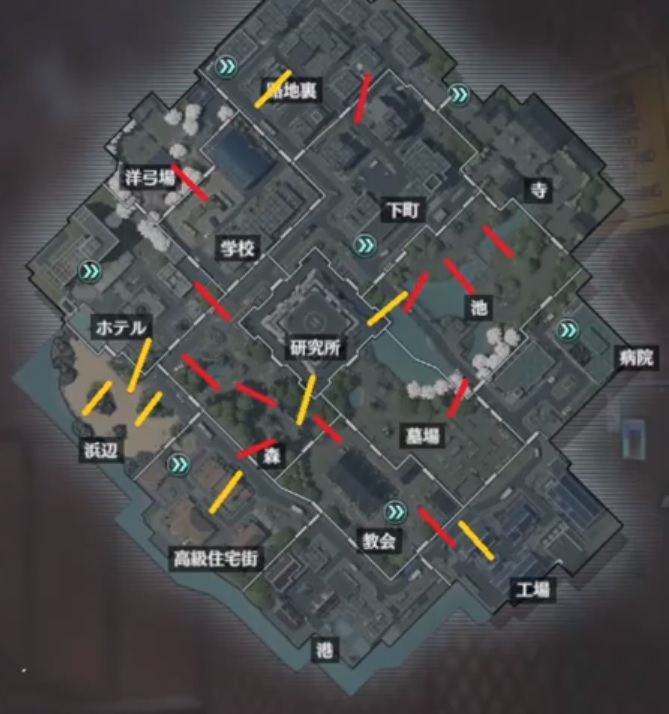 路地裏
洋弓場
寺
下町
学校
池
ホテル
研究所
病院
墓場
浜辺
森
教会
高級住宅街
工場
港